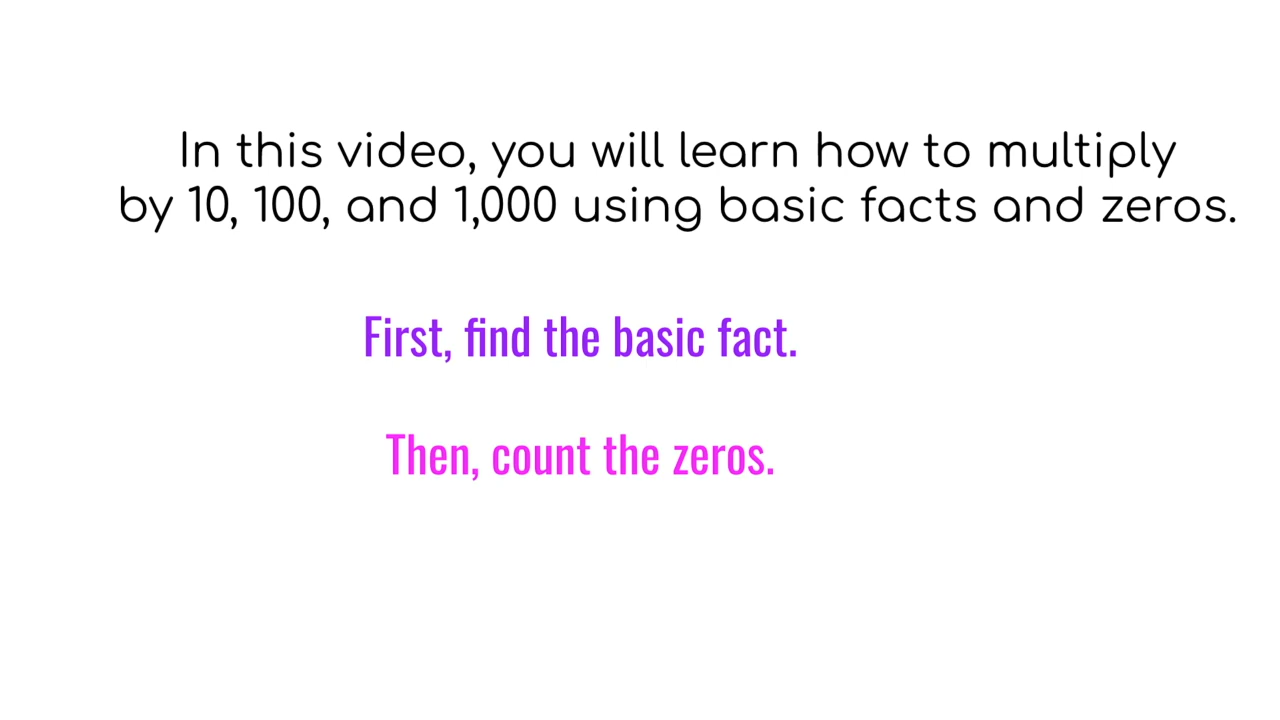 In this video, you will learn how to multiply
by 10, 100, and 1,000 using basic facts and zeros.
First, find the basic fact.
Then, count the zeros.